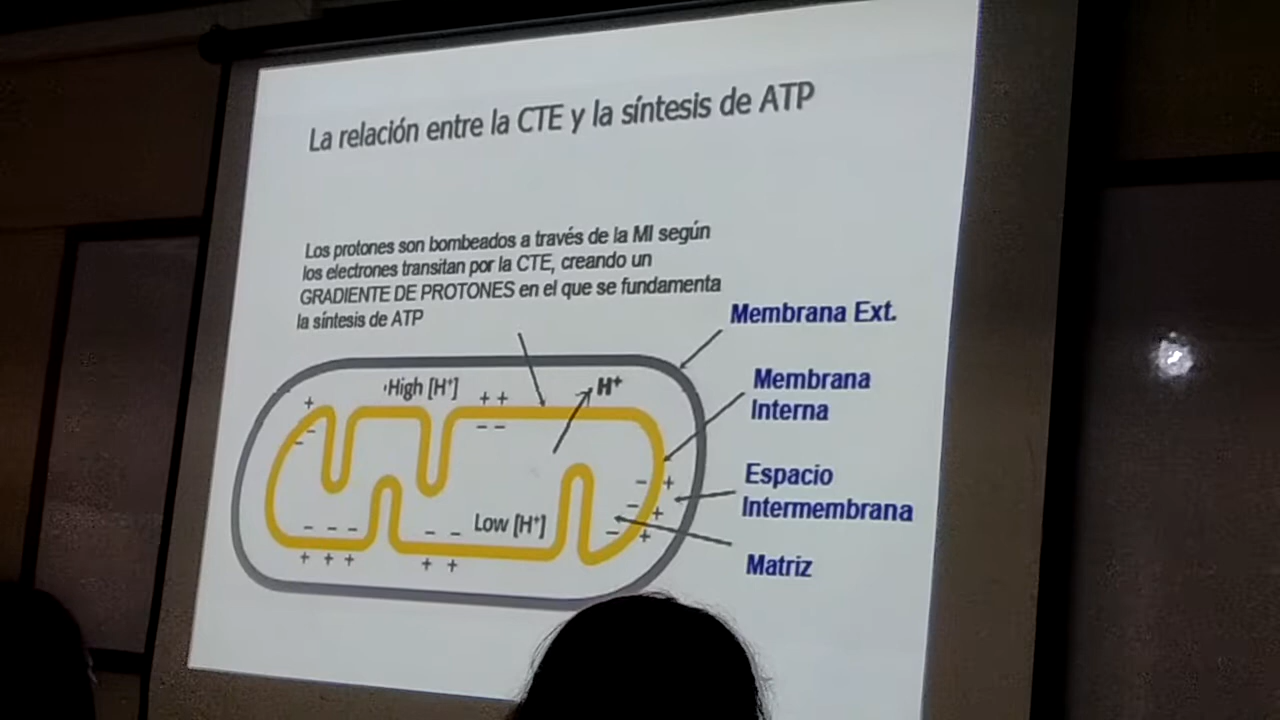 La relación entre la CTE y la síntesis de ATP
Los protones son bombeados a través de la MI según
los electrones transitan por la CTE, creando un
GRADIENTE DE PROTONES en el que se fundamenta
la síntesis de ATP
Membrana Ext.
High [H⁺]
H⁺
Membrana
Interna
Espacio
Intermembrana
Low [H⁺]
Matriz